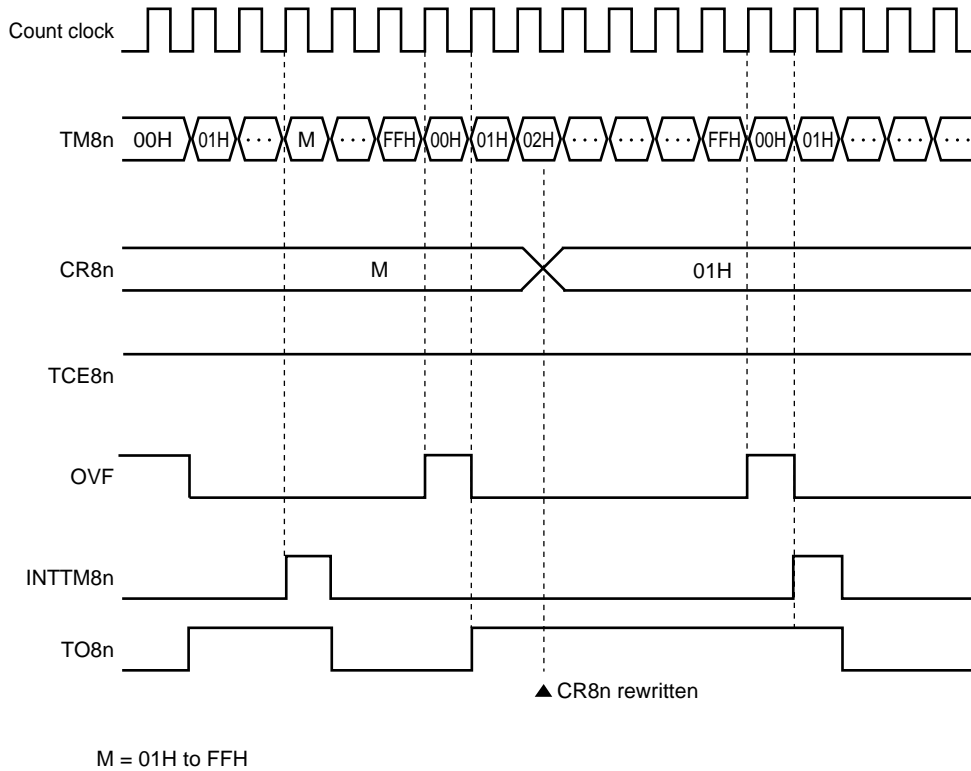 Count clock
TM8n 00H 01H ··· M ··· FFH 00H 01H 02H ··· ··· ··· FFH 00H 01H ··· ··· ···
CR8n M 01H
TCE8n
OVF
INTTM8n
TO8n
▲ CR8n rewritten
M = 01H to FFH